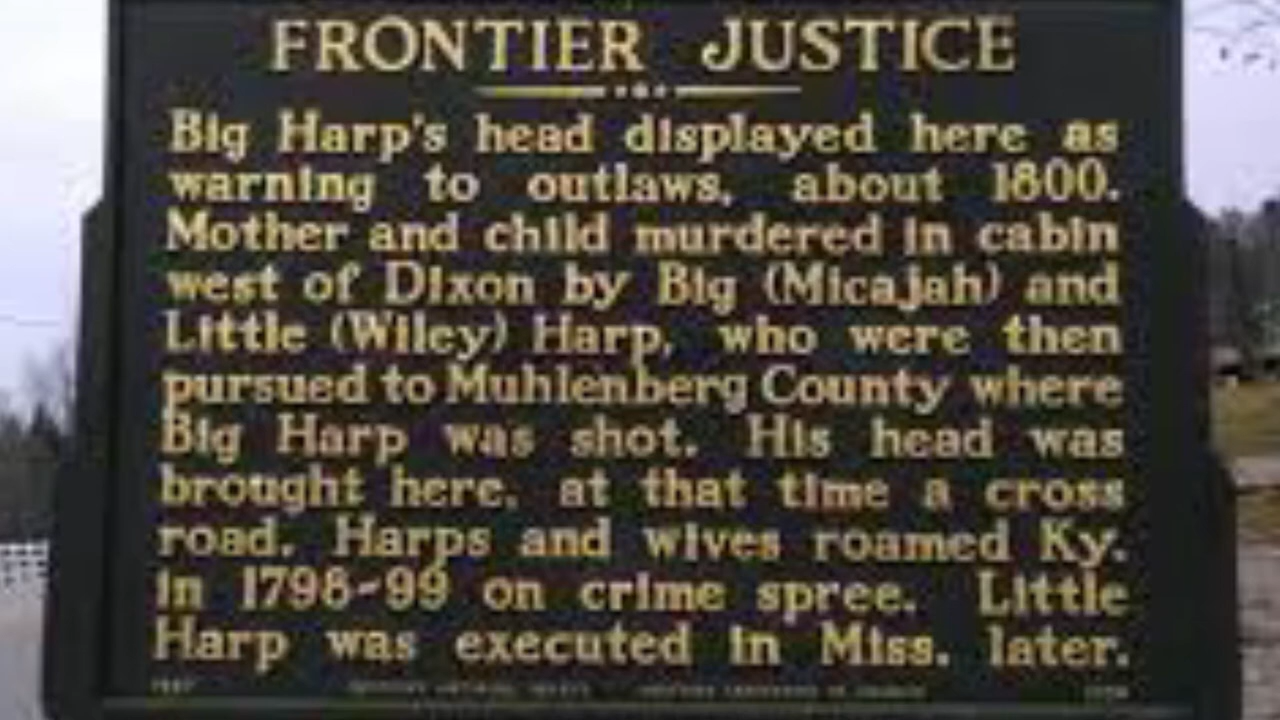 FRONTIER JUSTICE
Big Harp's head displayed here as
warning to outlaws, about 1800.
Mother and child murdered in cabin
west of Dixon by Big (Micajah) and
Little (Wiley) Harp, who were then
pursued to Muhlenberg County where
Big Harp was shot. His head was
brought here, at that time a cross
road. Harps and wives roamed Ky.
in 1798-99 on crime spree. Little
Harp was executed in Miss. later.